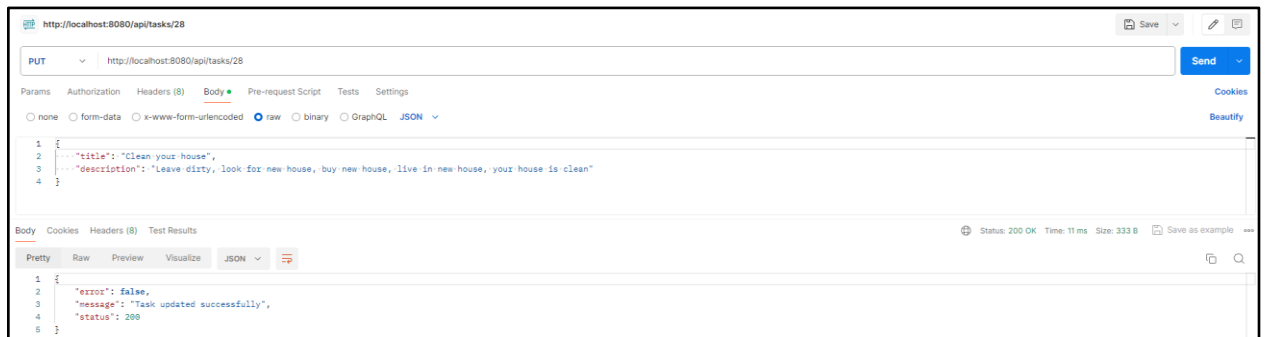 HTTP http://localhost:8080/api/tasks/28 Save
PUT http://localhost:8080/api/tasks/28 Send
Params Authorization Headers (8) Body Pre-request Script Tests Settings Cookies
none form-data x-www-form-urlencoded raw binary GraphQL JSON Beautify
1 {
2 "title": "Clean your house",
3 "description": "Leave dirty, look for new house, buy new house, live in new house, your house is clean"
4 }
Body Cookies Headers (8) Test Results Status: 200 OK Time: 11 ms Size: 333 B Save as example
Pretty Raw Preview Visualize JSON
1 {
2 "error": false,
3 "message": "Task updated successfully",
4 "status": 200
5 }